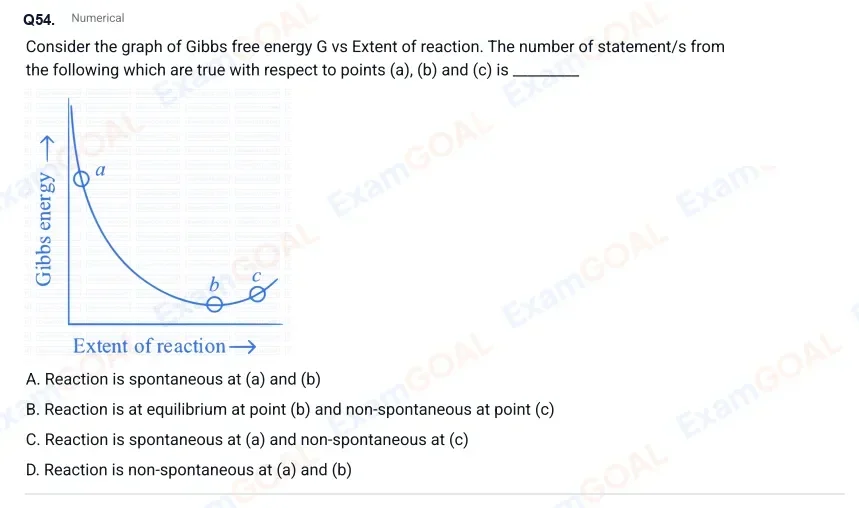 Q54. Numerical
Consider the graph of Gibbs free energy G vs Extent of reaction. The number of statement/s from
the following which are true with respect to points (a), (b) and (c) is ________
Gibbs energy →
a
b
c
Extent of reaction →
A. Reaction is spontaneous at (a) and (b)
B. Reaction is at equilibrium at point (b) and non-spontaneous at point (c)
C. Reaction is spontaneous at (a) and non-spontaneous at (c)
D. Reaction is non-spontaneous at (a) and (b)
ExamGOAL